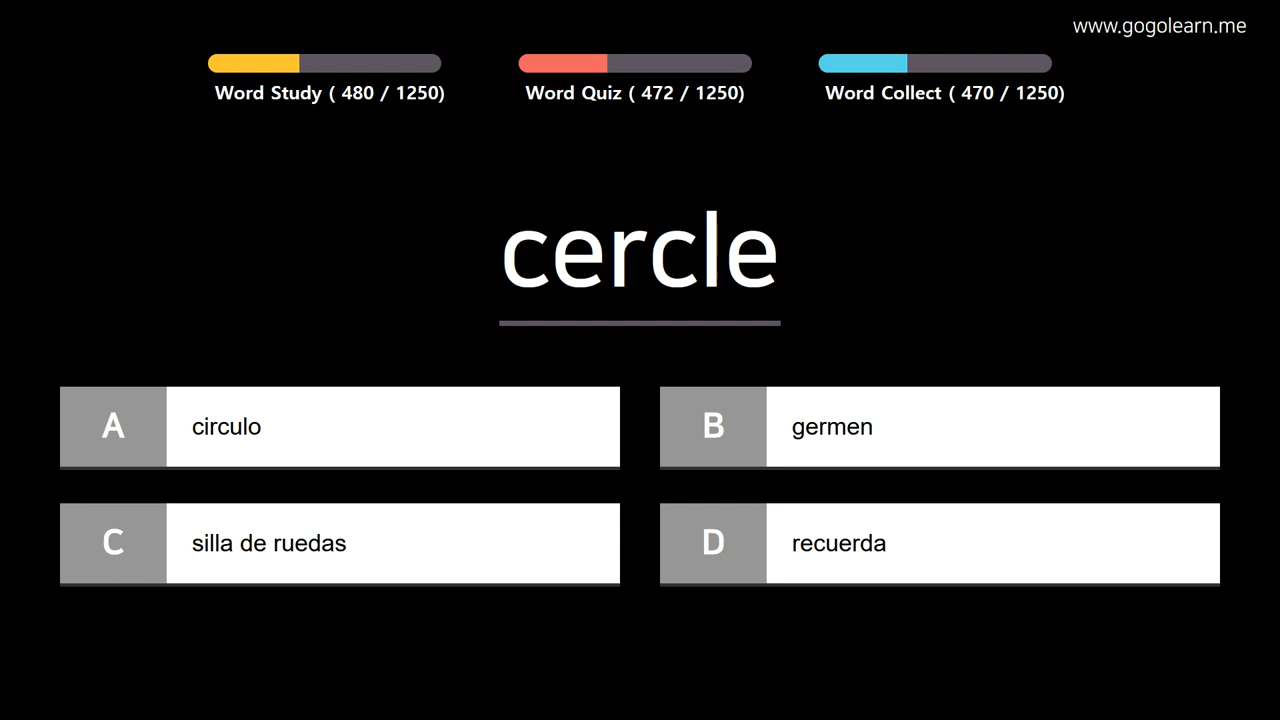 www.gogolearn.me
Word Study ( 480 / 1250)
Word Quiz ( 472 / 1250)
Word Collect ( 470 / 1250)
cercle
A circulo
B germen
C silla de ruedas
D recuerda